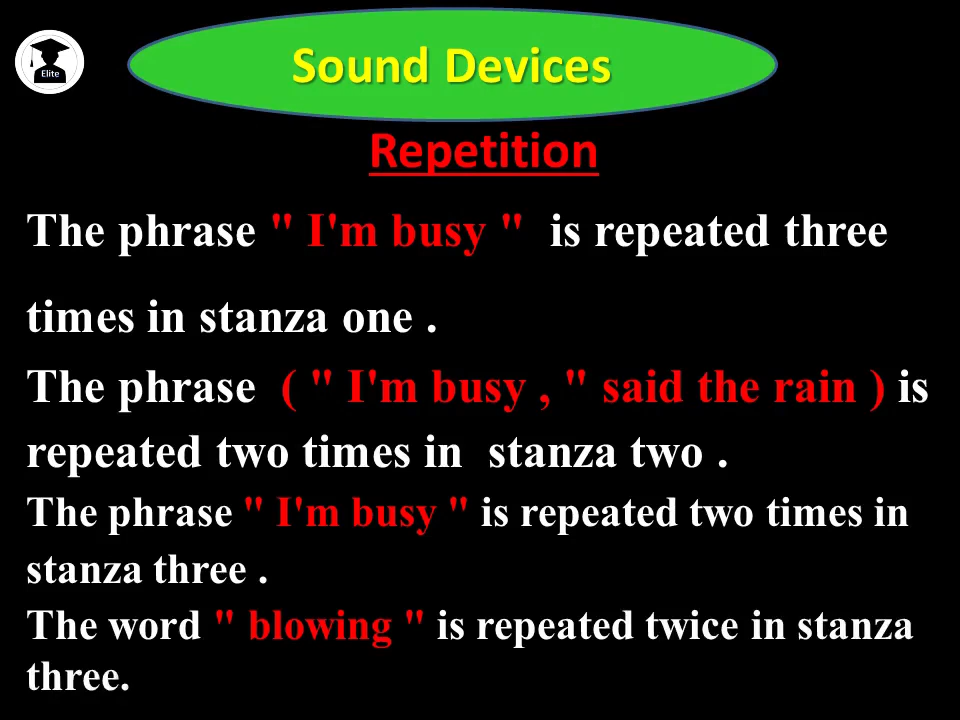 Elite
Sound Devices
Repetition
The phrase " I'm busy " is repeated three
times in stanza one .
The phrase ( " I'm busy , " said the rain ) is
repeated two times in stanza two .
The phrase " I'm busy " is repeated two times in
stanza three .
The word " blowing " is repeated twice in stanza
three.